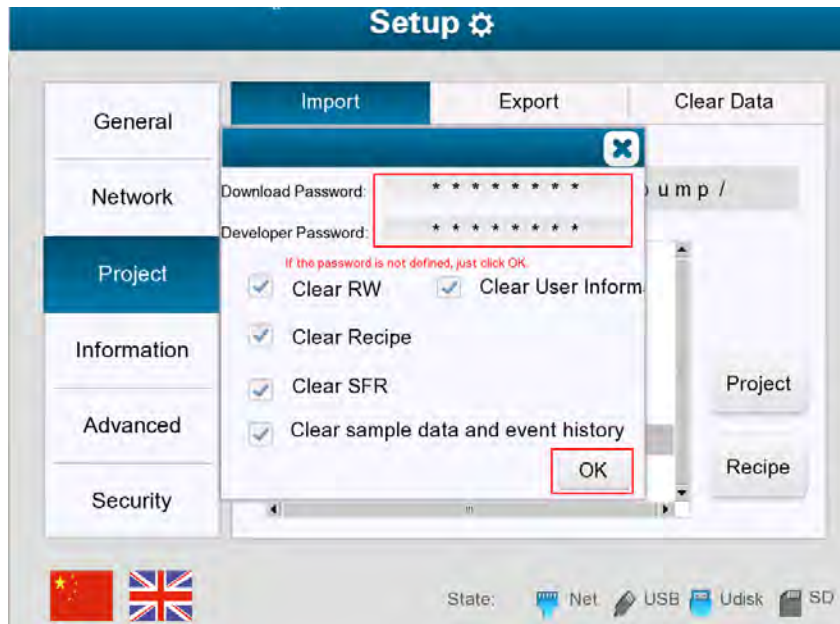 Setup
Import Export Clear Data
General
Network
Project
Information
Advanced
Security
Download Password: * * * * * * * *
ump/
Developer Password: * * * * * * * *
If the password is not defined, just click OK.
Clear RW Clear User Inform
Clear Recipe
Clear SFR
Clear sample data and event history
OK
Project
Recipe
State: Net USB Udisk SD